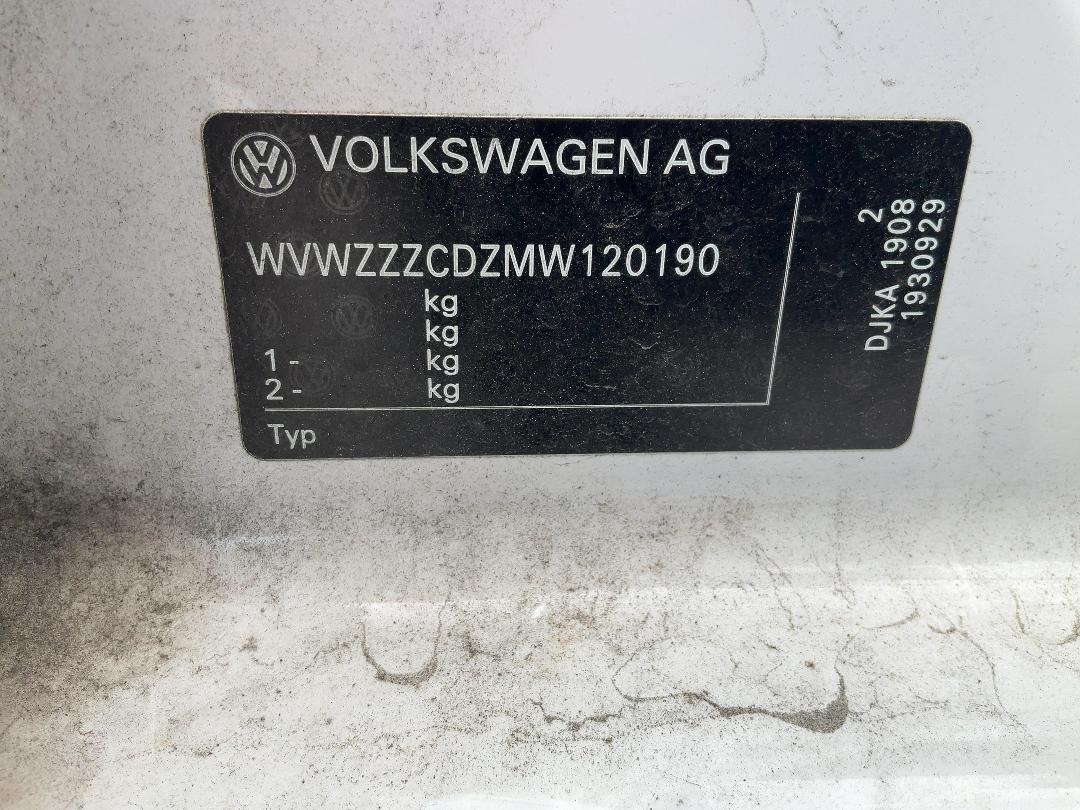 VOLKSWAGEN AG
WVWZZZCDZMW120190
kg
kg
1 - kg
2 - kg
Typ
2
DJKA 1908
1930929